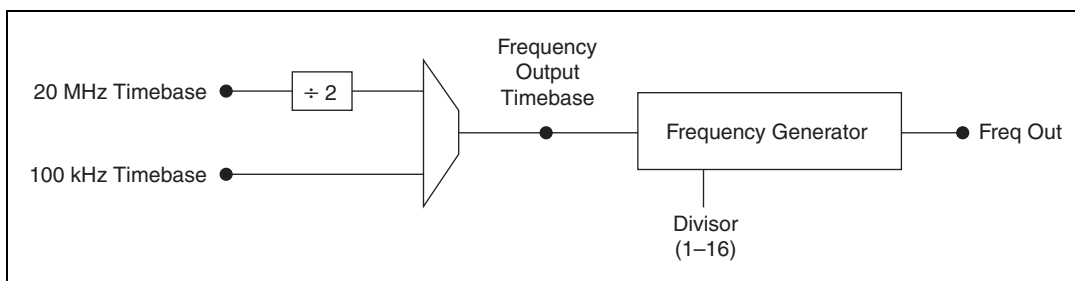 Frequency
Output
Timebase
20 MHz Timebase
÷ 2
Frequency Generator
Freq Out
100 kHz Timebase
Divisor
(1–16)